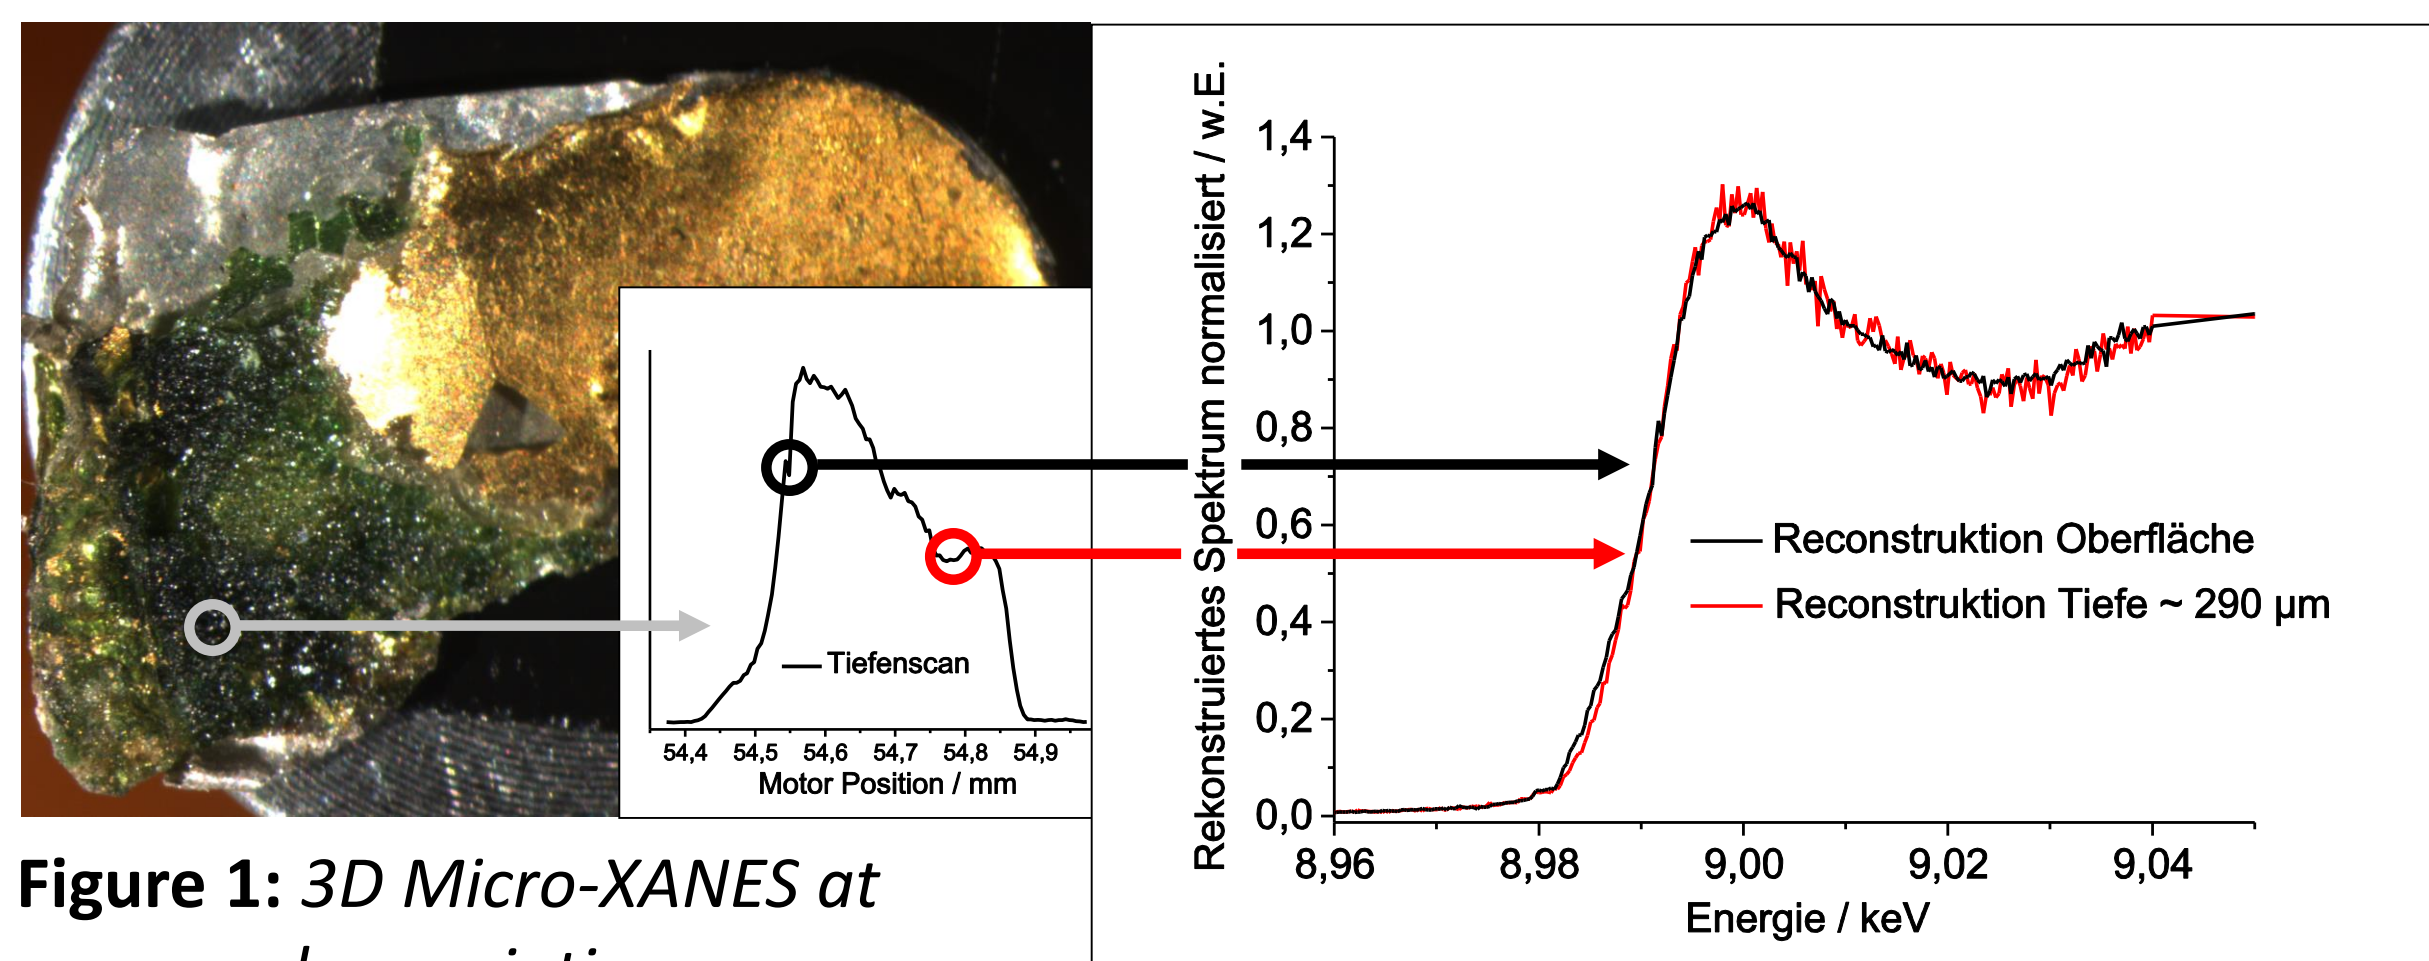 Tiefenscan
54,4 54,5 54,6 54,7 54,8 54,9
Motor Position / mm
Rekonstruiertes Spektrum normalisiert / w.E.
1,4
1,2
1,0
0,8
0,6
0,4
0,2
0,0
Reconstruktion Oberfläche
Reconstruktion Tiefe ~ 290 µm
8,96 8,98 9,00 9,02 9,04
Energie / keV
Figure 1: 3D Micro-XANES at